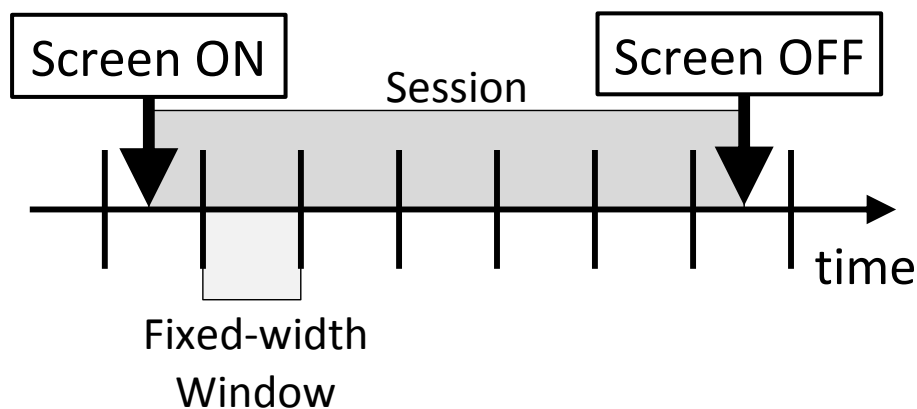 Screen ON
Screen OFF
Session
time
Fixed-width
Window